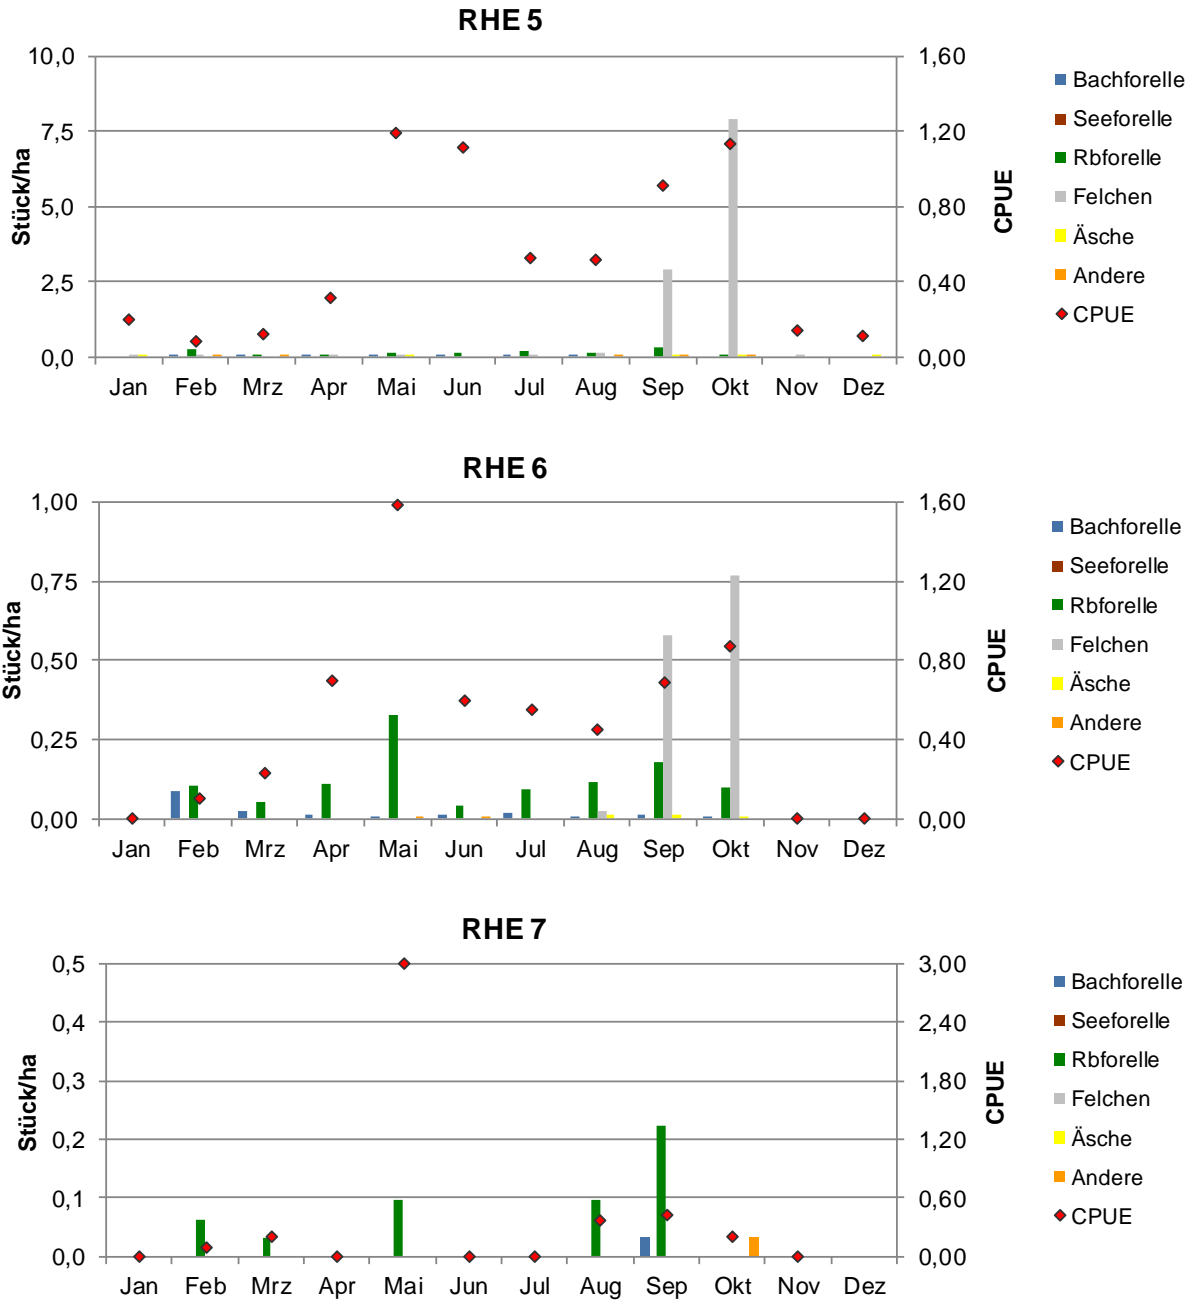 RHE 5
10,0
7,5
5,0
2,5
0,0
Stück/ha
1,60
1,20
0,80
0,40
0,00
CPUE
Jan Feb Mrz Apr Mai Jun Jul Aug Sep Okt Nov Dez
Bachforelle
Seeforelle
Rbforelle
Felchen
Äsche
Andere
CPUE
RHE 6
1,00
0,75
0,50
0,25
0,00
Stück/ha
1,60
1,20
0,80
0,40
0,00
CPUE
Jan Feb Mrz Apr Mai Jun Jul Aug Sep Okt Nov Dez
Bachforelle
Seeforelle
Rbforelle
Felchen
Äsche
Andere
CPUE
RHE 7
0,5
0,4
0,3
0,2
0,1
0,0
Stück/ha
3,00
2,40
1,80
1,20
0,60
0,00
CPUE
Jan Feb Mrz Apr Mai Jun Jul Aug Sep Okt Nov Dez
Bachforelle
Seeforelle
Rbforelle
Felchen
Äsche
Andere
CPUE